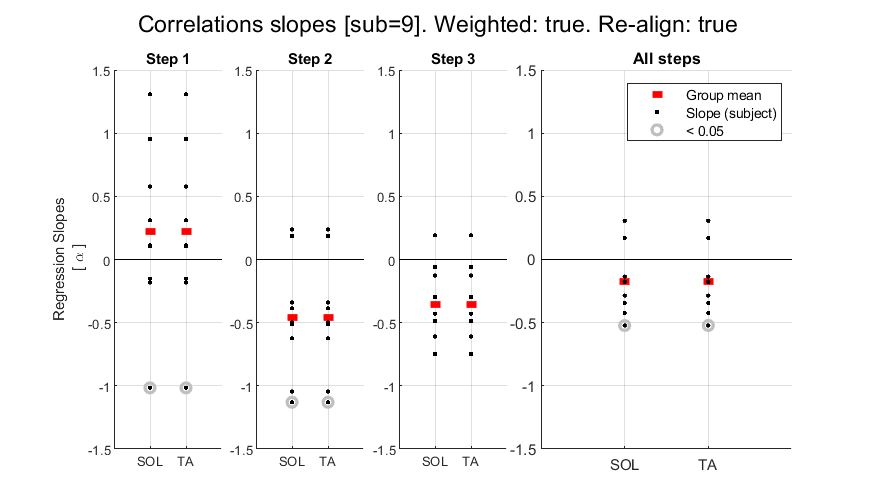 Correlations slopes [sub=9]. Weighted: true. Re-align: true
Step 1
Step 2
Step 3
All steps
Regression Slopes
[ α ]
1.5
1
0.5
0
-0.5
-1
-1.5
SOL TA
1.5
1
0.5
0
-0.5
-1
-1.5
SOL TA
1.5
1
0.5
0
-0.5
-1
-1.5
SOL TA
1.5
1
0.5
0
-0.5
-1
-1.5
SOL TA
Group mean
Slope (subject)
< 0.05